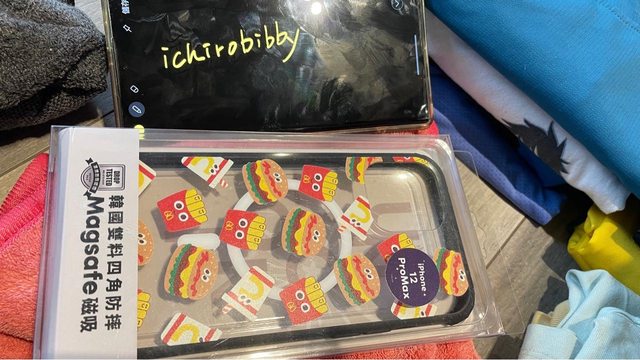 ichirobibby
DROP
TESTED
韓國雙料四角防摔
Magsafe磁吸
iPhone
12
ProMax